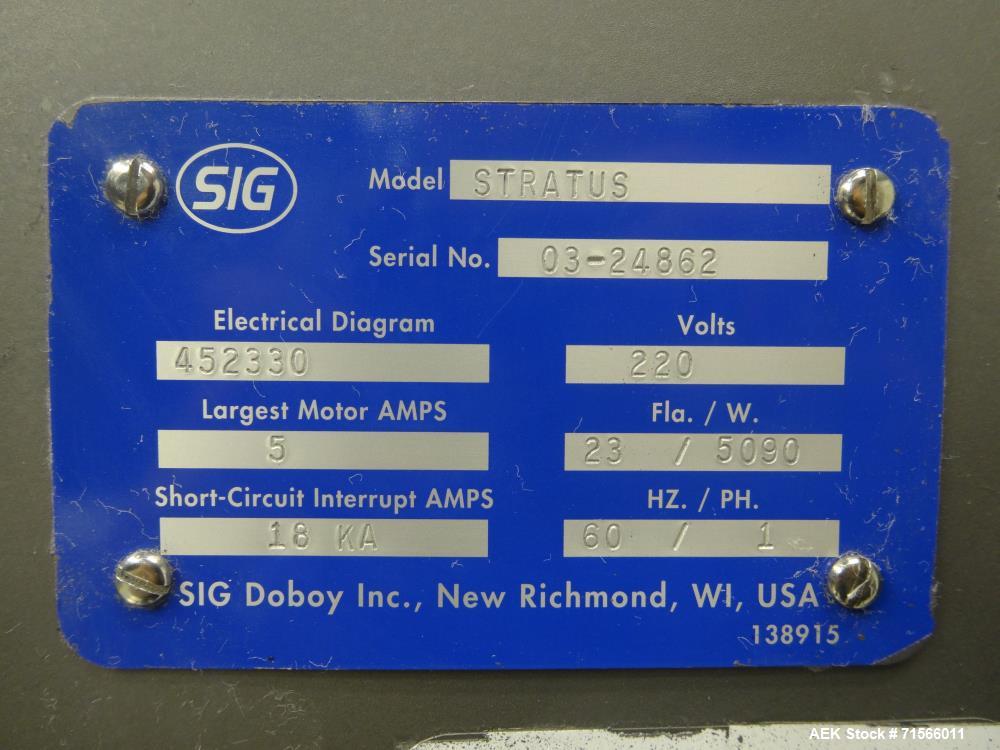 SIG
Model STRATUS
Serial No. 03-24862
Electrical Diagram Volts
452330 220
Largest Motor AMPS Fla. / W.
5 23 / 5090
Short-Circuit Interrupt AMPS HZ. / PH.
18 KA 60 / 1
SIG Doboy Inc., New Richmond, WI, USA
138915
AEK Stock #71566011